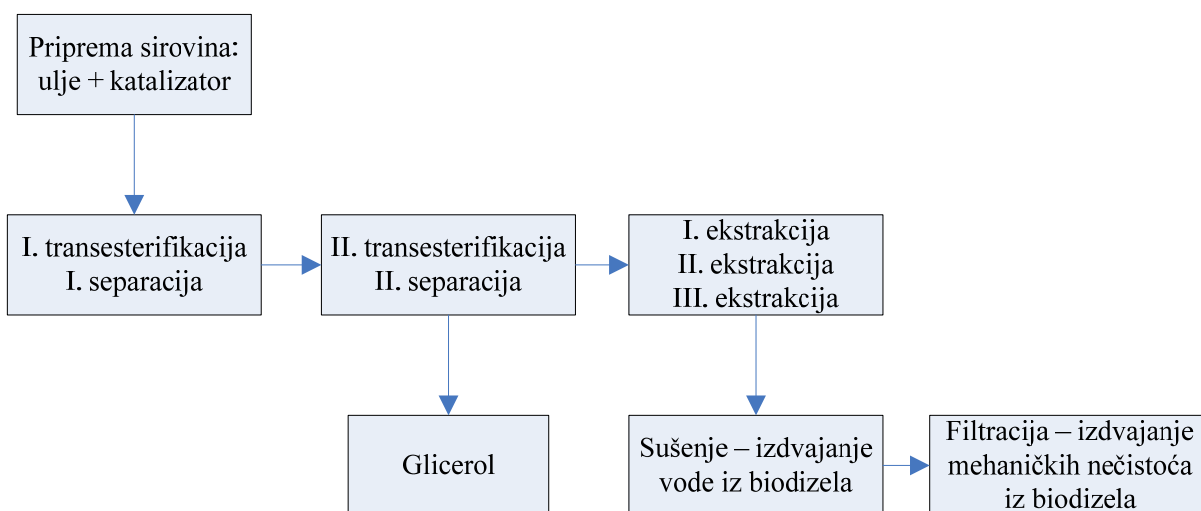 Priprema sirovina:
ulje + katalizator
I. transesterifikacija
I. separacija
II. transesterifikacija
II. separacija
I. ekstrakcija
II. ekstrakcija
III. ekstrakcija
Glicerol
Sušenje – izdvajanje
vode iz biodizela
Filtracija – izdvajanje
mehaničkih nečistoća
iz biodizela